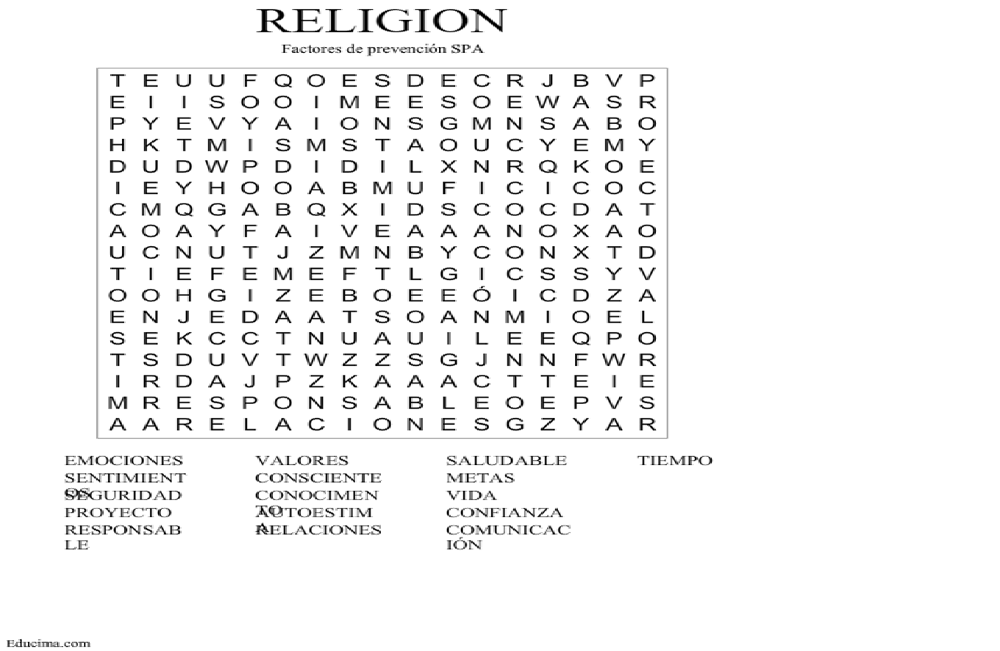 RELIGION
Factores de prevención SPA
T E U U F Q O E S D E C R J B V P
E I I S O O I M E E S O E W A S R
P Y E V Y A I O N S G M N S A B O
H K T M I S M S T A O U C Y E M Y
D U D W P D I D I L X N R Q K O E
I E Y H O O A B M U F I C I C O C
C M Q G A B Q X I D S C O C D A T
A O A Y F A I V E A A A N O X A O
U C N U T J Z M N B Y C O N X T D
T I E F E M E F T L G I C S S Y V
O O H G I Z E B O E E Ó I C D Z A
E N J E D A A T S O A N M I O E L
S E K C C T N U A U I L E E Q P O
T S D U V T W Z Z S G J N N F W R
I R D A J P Z K A A A C T T E I E
M R E S P O N S A B L E O E P V S
A A R E L A C I O N E S G Z Y A R
EMOCIONES VALORES SALUDABLE TIEMPO
SENTIMIENT CONSCIENTE METAS
OS
SEGURIDAD CONOCIMEN VIDA
TO
PROYECTO AUTOESTIM CONFIANZA
A
RESPONSAB RELACIONES COMUNICAC
LE IÓN
Educima.com